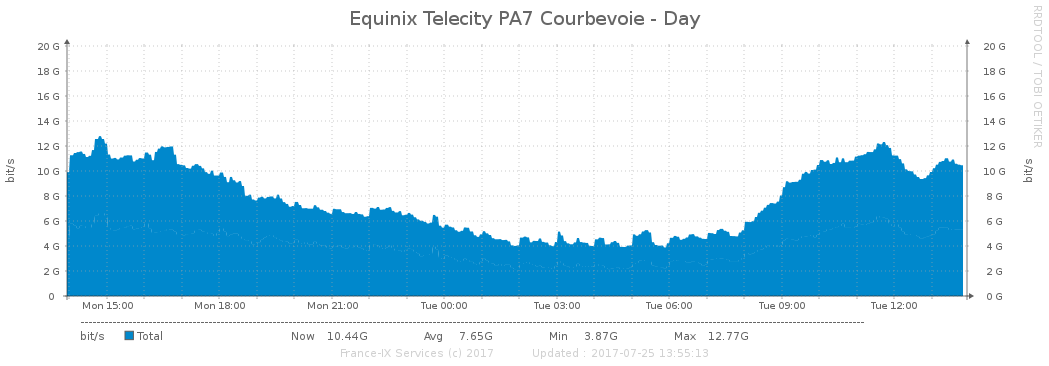 Equinix Telecity PA7 Courbevoie - Day
RRDTOOL / TOBI OETIKER
bit/s
20 G 20 G
18 G 18 G
16 G 16 G
14 G 14 G
12 G 12 G
10 G 10 G
8 G 8 G
6 G 6 G
4 G 4 G
2 G 2 G
0 0 G
bit/s
Mon 15:00 Mon 18:00 Mon 21:00 Tue 00:00 Tue 03:00 Tue 06:00 Tue 09:00 Tue 12:00
bit/s Total Now 10.44G Avg 7.65G Min 3.87G Max 12.77G
France-IX Services (c) 2017 Updated : 2017-07-25 13:55:13